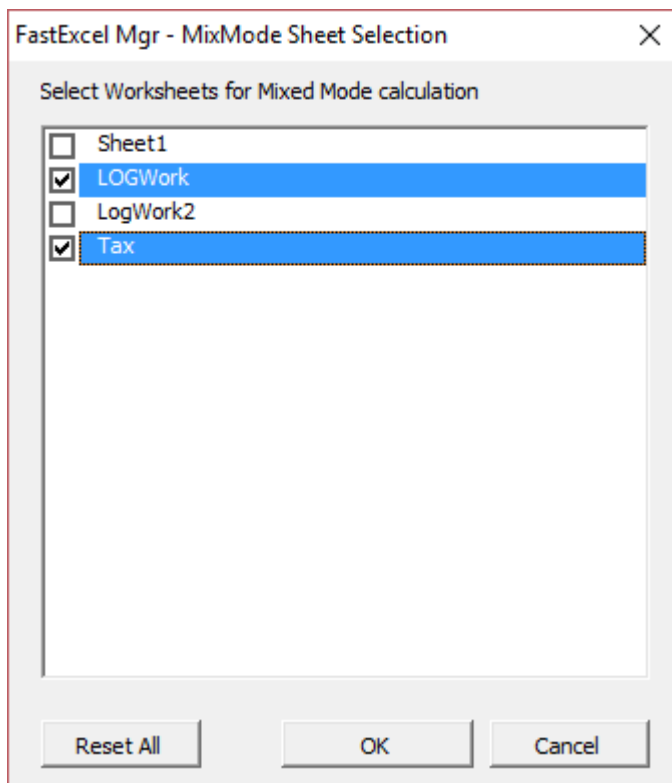 FastExcel Mgr - MixMode Sheet Selection
Select Worksheets for Mixed Mode calculation
Sheet1
LOGWork
LogWork2
Tax
Reset All OK Cancel